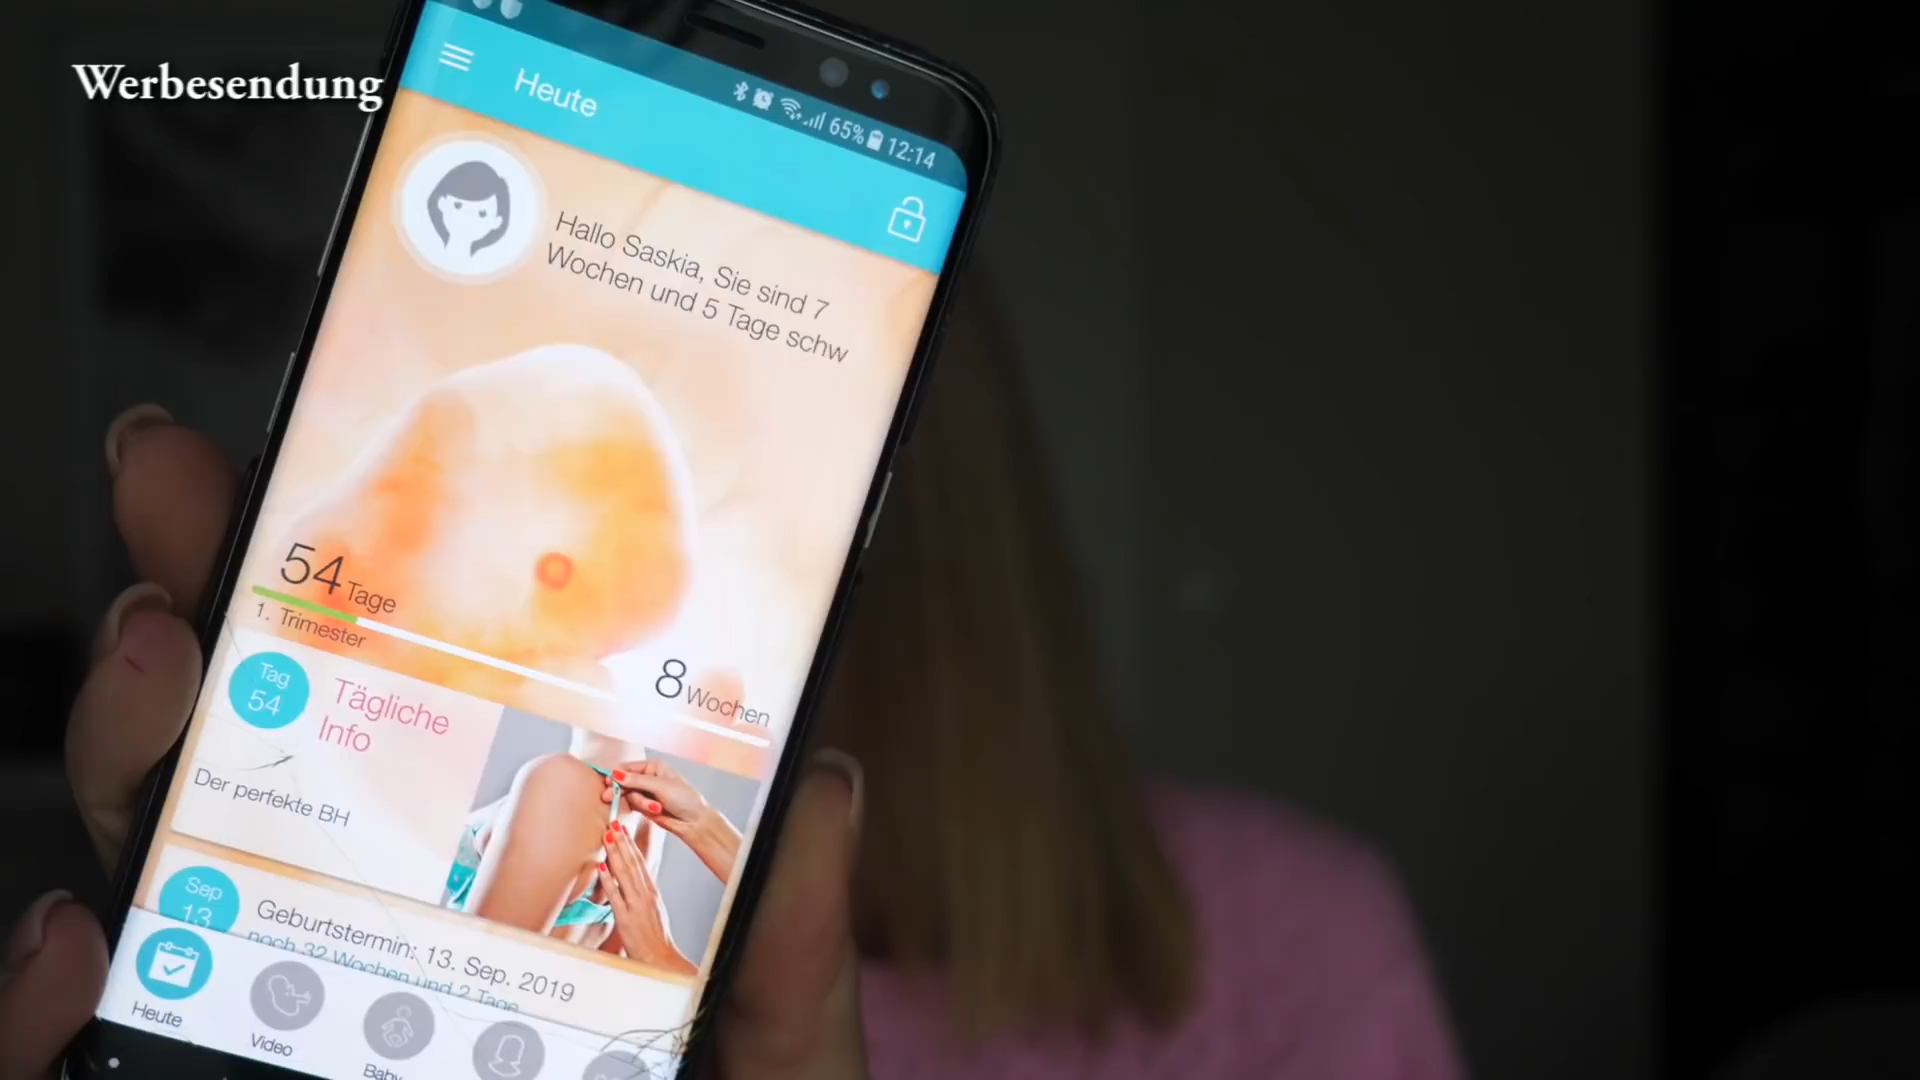 Werbesendung
Heute
65% 12:14
Hallo Saskia, Sie sind 7
Wochen und 5 Tage schw
54 Tage
1. Trimester
8 Wochen
Tag
54
Tägliche
Info
Der perfekte BH
Sep
13
Geburtstermin: 13. Sep. 2019
noch 32 Wochen und 2 Tage
Heute
Video
Baby